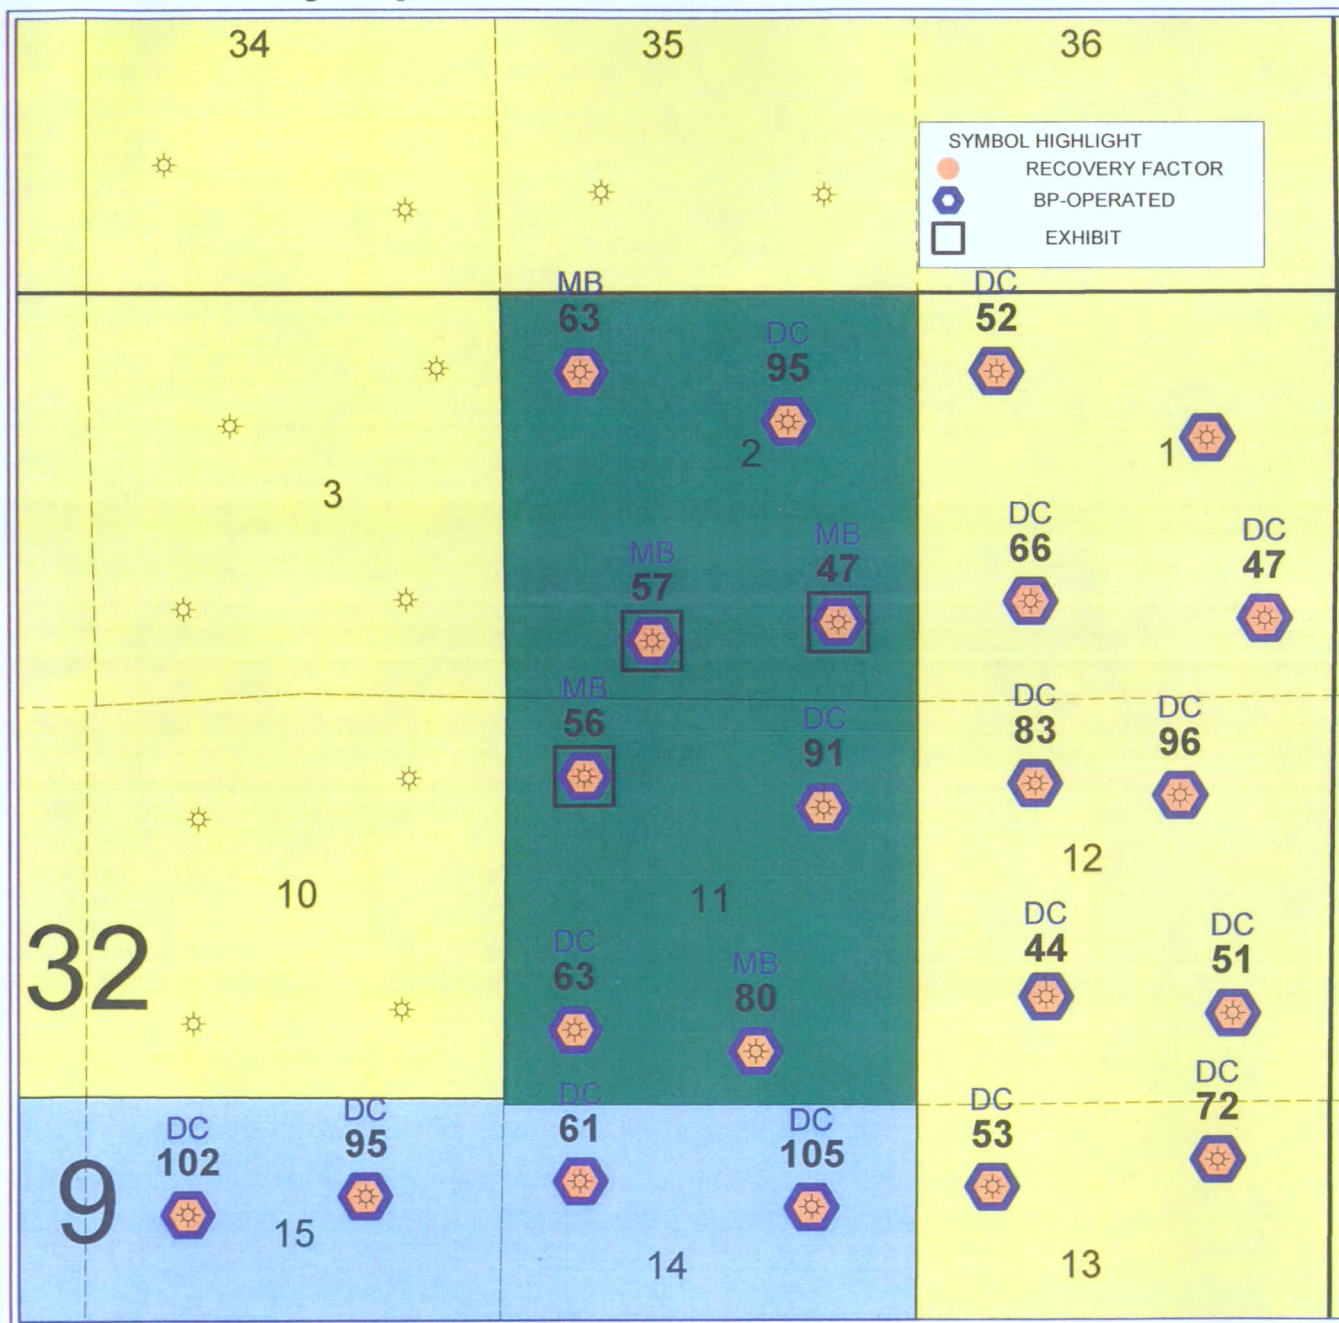 34
35
36
SYMBOL HIGHLIGHT
RECOVERY FACTOR
BP-OPERATED
EXHIBIT
MB
63
DC
95
DC
52
2
1
3
MB
57
MB
47
DC
66
DC
47
MB
56
DC
91
DC
83
DC
96
10
11
12
32
DC
63
MB
80
DC
44
DC
51
9
DC
102
DC
95
DC
61
DC
105
DC
53
DC
72
15
14
13